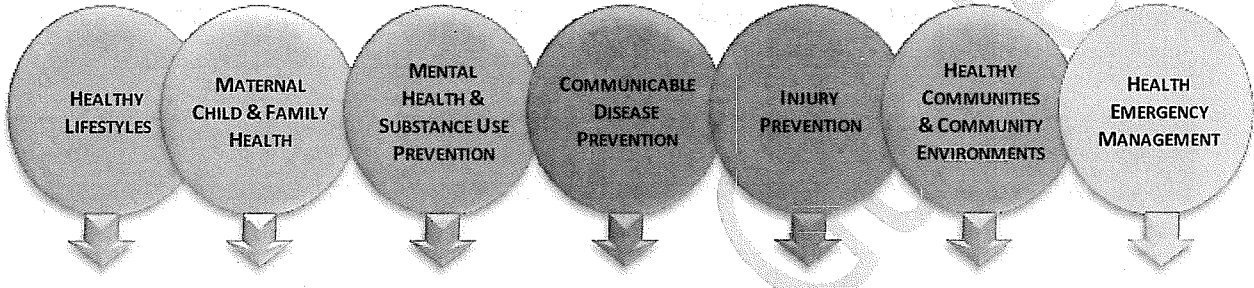 HEALTHY
LIFESTYLES
MATERNAL
CHILD & FAMILY
HEALTH
MENTAL
HEALTH &
SUBSTANCE USE
PREVENTION
COMMUNICABLE
DISEASE
PREVENTION
INJURY
PREVENTION
HEALTHY
COMMUNITIES
& COMMUNITY
ENVIRONMENTS
HEALTH
EMERGENCY
MANAGEMENT